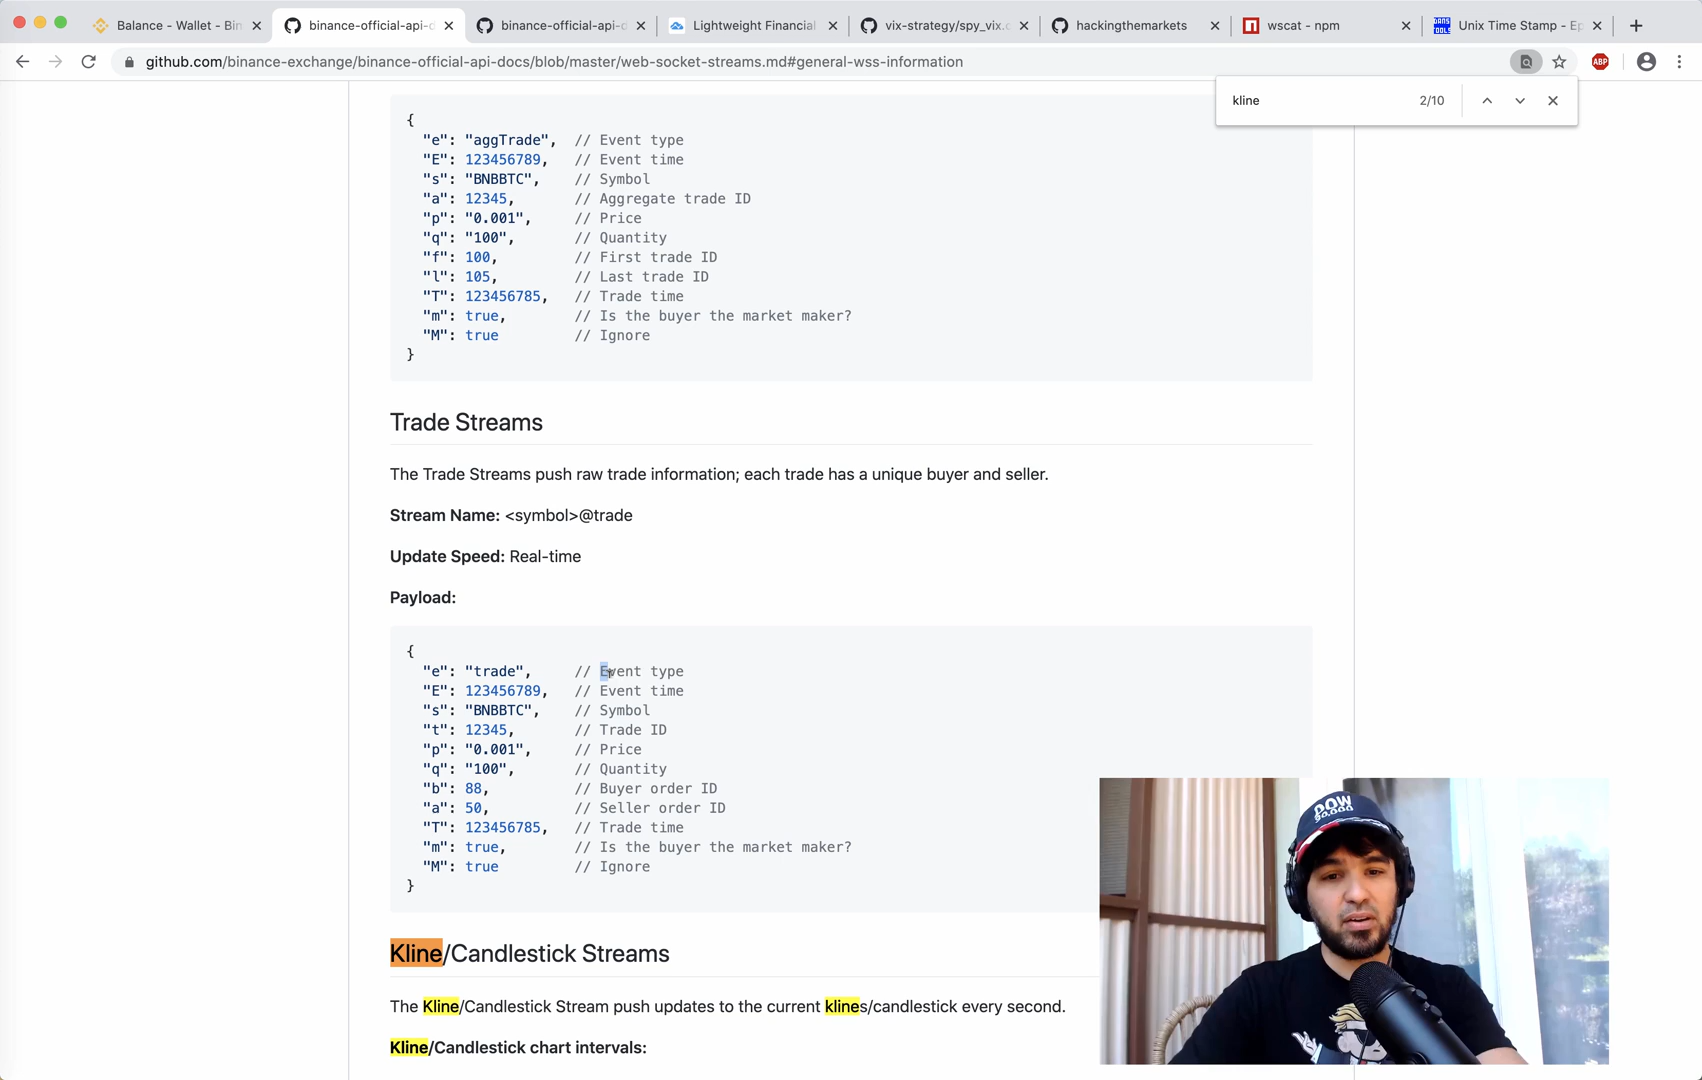 Balance - Wallet - Bin
binance-official-api-d
binance-official-api-d
Lightweight Financial
vix-strategy/spy_vix.c
hackingthemarkets
wscat - npm
Unix Time Stamp - Ep
github.com/binance-exchange/binance-official-api-docs/blob/master/web-socket-streams.md#general-wss-information
ABP
kline 2/10
{
"e": "aggTrade", // Event type
"E": 123456789, // Event time
"s": "BNBBTC", // Symbol
"a": 12345, // Aggregate trade ID
"p": "0.001", // Price
"q": "100", // Quantity
"f": 100, // First trade ID
"l": 105, // Last trade ID
"T": 123456785, // Trade time
"m": true, // Is the buyer the market maker?
"M": true // Ignore
}
Trade Streams
The Trade Streams push raw trade information; each trade has a unique buyer and seller.
Stream Name: <symbol>@trade
Update Speed: Real-time
Payload:
{
"e": "trade", // Event type
"E": 123456789, // Event time
"s": "BNBBTC", // Symbol
"t": 12345, // Trade ID
"p": "0.001", // Price
"q": "100", // Quantity
"b": 88, // Buyer order ID
"a": 50, // Seller order ID
"T": 123456785, // Trade time
"m": true, // Is the buyer the market maker?
"M": true // Ignore
}
Kline/Candlestick Streams
The Kline/Candlestick Stream push updates to the current klines/candlestick every second.
Kline/Candlestick chart intervals:
DOW